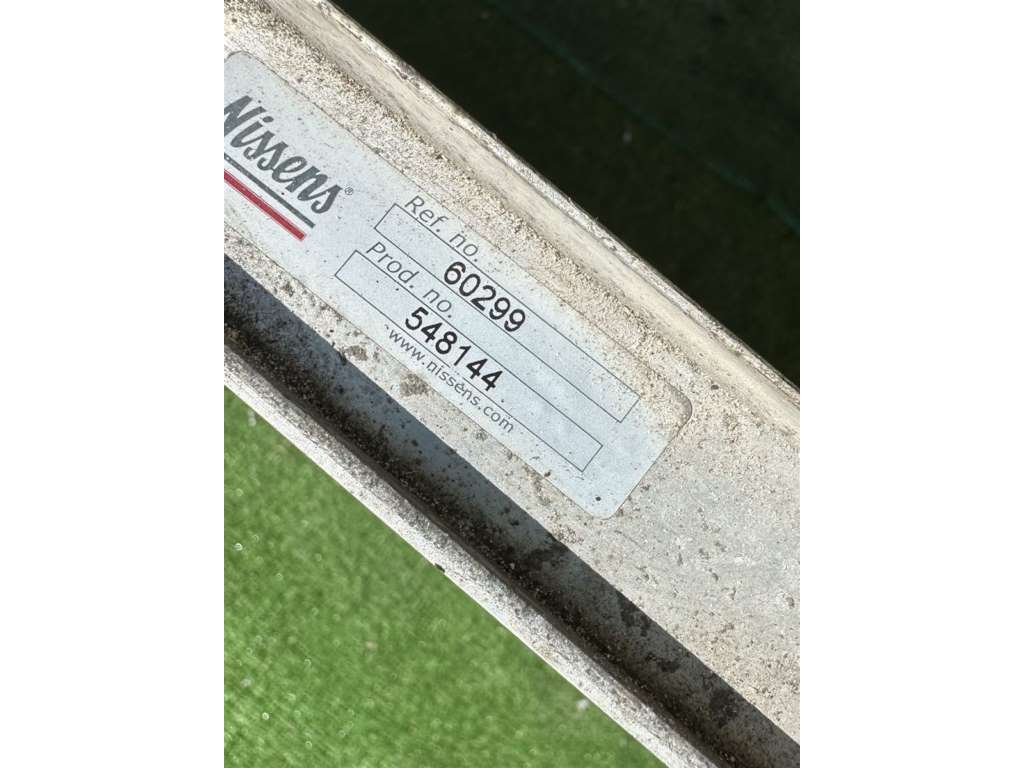 Nissens®
Ref. no.
60299
Prod. no.
548144
www.nissens.com